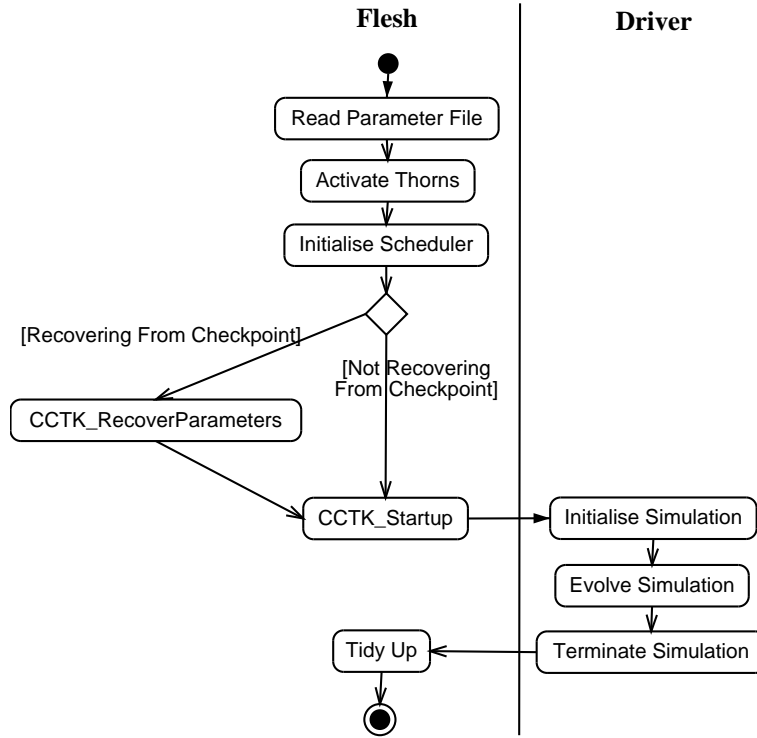 Flesh
Driver
Read Parameter File
Activate Thorns
Initialise Scheduler
[Recovering From Checkpoint]
[Not Recovering
From Checkpoint]
CCTK_RecoverParameters
CCTK_Startup
Initialise Simulation
Evolve Simulation
Terminate Simulation
Tidy Up